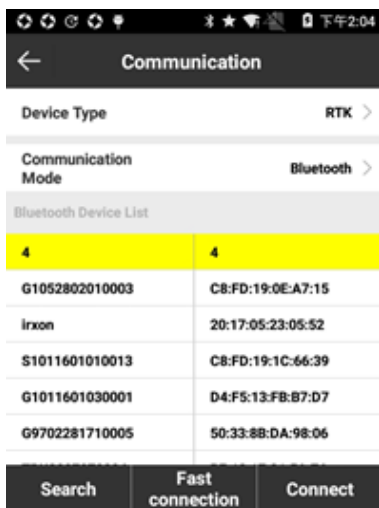 下午2:04
Communication
Device Type RTK
Communication
Mode
Bluetooth
Bluetooth Device List
4 4
G1052802010003 C8:FD:19:0E:A7:15
irxon 20:17:05:23:05:52
S1011601010013 C8:FD:19:1C:66:39
G1011601030001 D4:F5:13:FB:B7:D7
G9702281710005 50:33:8B:DA:98:06
Search
Fast
connection
Connect